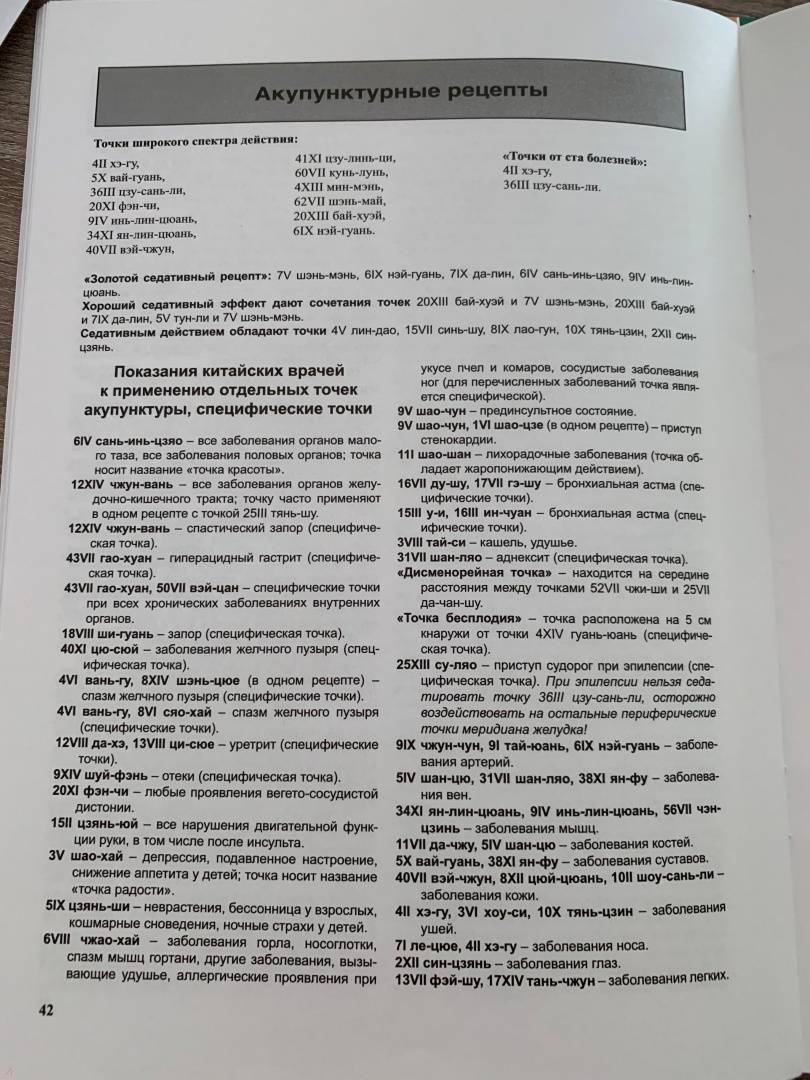 Акупунктурные рецепты
Точки широкого спектра действия:
4II хэ-гу,
5X вай-гуань,
36III цзу-сань-ли,
20XI фэн-чи,
9IV инь-лин-цюань,
34XI ян-лин-цюань,
40VII вэй-чжун,
41XI цзу-линь-ци,
60VII кунь-лунь,
4XIII мин-мэнь,
62VII шэнь-май,
20XIII бай-хуэй,
6IX нэй-гуань.
«Точки от ста болезней»:
4II хэ-гу,
36III цзу-сань-ли.
«Золотой седативный рецепт»: 7V шэнь-мэнь, 6IX нэй-гуань, 7IX да-лин, 6IV сань-инь-цзяо, 9IV инь-лин-
цюань.
Хороший седативный эффект дают сочетания точек 20XIII бай-хуэй и 7V шэнь-мэнь, 20XIII бай-хуэй
и 7IX да-лин, 5V тун-ли и 7V шэнь-мэнь.
Седативным действием обладают точки 4V лин-дао, 15VII синь-шу, 8IX лао-гун, 10X тянь-цзин, 2XII син-
цзянь.
Показания китайских врачей
к применению отдельных точек
акупунктуры, специфические точки
6IV сань-инь-цзяо – все заболевания органов мало-
го таза, все заболевания половых органов; точка
носит название «точка красоты».
12XIV чжун-вань – все заболевания органов желу-
дочно-кишечного тракта; точку часто применяют
в одном рецепте с точкой 25III тянь-шу.
12XIV чжун-вань – спастический запор (специфиче-
ская точка).
43VII гао-хуан – гиперацидный гастрит (специфиче-
ская точка).
43VII гао-хуан, 50VII вэй-цан – специфические точки
при всех хронических заболеваниях внутренних
органов.
18VIII ши-гуань – запор (специфическая точка).
40XI цю-сюй – заболевания желчного пузыря (спец-
ифическая точка).
4VI вань-гу, 8XIV шэнь-цюе (в одном рецепте) –
спазм желчного пузыря (специфические точки).
4VI вань-гу, 8VI сяо-хай – спазм желчного пузыря
(специфические точки).
12VIII да-хэ, 13VIII ци-сюе – уретрит (специфические
точки).
9XIV шуй-фэнь – отеки (специфическая точка).
20XI фэн-чи – любые проявления вегето-сосудистой
дистонии.
15II цзянь-юй – все нарушения двигательной функ-
ции руки, в том числе после инсульта.
3V шао-хай – депрессия, подавленное настроение,
снижение аппетита у детей; точка носит название
«точка радости».
5IX цзянь-ши – неврастения, бессонница у взрослых,
кошмарные сновидения, ночные страхи у детей.
6VIII чжао-хай – заболевания горла, носоглотки,
спазм мышц гортани, другие заболевания, вызы-
вающие удушье, аллергические проявления при
укусе пчел и комаров, сосудистые заболевания
ног (для перечисленных заболеваний точка явля-
ется специфической).
9V шао-чун – прединсультное состояние.
9V шао-чун, 1VI шао-цзе (в одном рецепте) – приступ
стенокардии.
11I шао-шан – лихорадочные заболевания (точка об-
ладает жаропонижающим действием).
16VII ду-шу, 17VII гэ-шу – бронхиальная астма (спе-
цифические точки).
15III у-и, 16III ин-чуан – бронхиальная астма (спец-
ифические точки).
3VIII тай-си – кашель, удушье.
31VII шан-ляо – аднексит (специфическая точка).
«Дисменорейная точка» – находится на середине
расстояния между точками 52VII чжи-ши и 25VII
да-чан-шу.
«Точка бесплодия» – точка расположена на 5 см
кнаружи от точки 4XIV гуань-юань (специфиче-
ская точка).
25XIII су-ляо – приступ судорог при эпилепсии (спе-
цифическая точка). При эпилепсии нельзя седа-
тировать точку 36III цзу-сань-ли, осторожно
воздействовать на остальные периферические
точки меридиана желудка!
9IX чжун-чун, 9I тай-юань, 6IX нэй-гуань – заболе-
вания артерий.
5IV шан-цю, 31VII шан-ляо, 38XI ян-фу – заболева-
ния вен.
34XI ян-лин-цюань, 9IV инь-лин-цюань, 56VII чэн-
цзинь – заболевания мышц.
11VII да-чжу, 5IV шан-цю – заболевания костей.
5X вай-гуань, 38XI ян-фу – заболевания суставов.
40VII вэй-чжун, 8XII цюй-цюань, 10II шоу-сань-ли –
заболевания кожи.
4II хэ-гу, 3VI хоу-си, 10X тянь-цзин – заболевания
ушей.
7I ле-цюе, 4II хэ-гу – заболевания носа.
2XII син-цзянь – заболевания глаз.
13VII фэй-шу, 17XIV тань-чжун – заболевания легких.
42